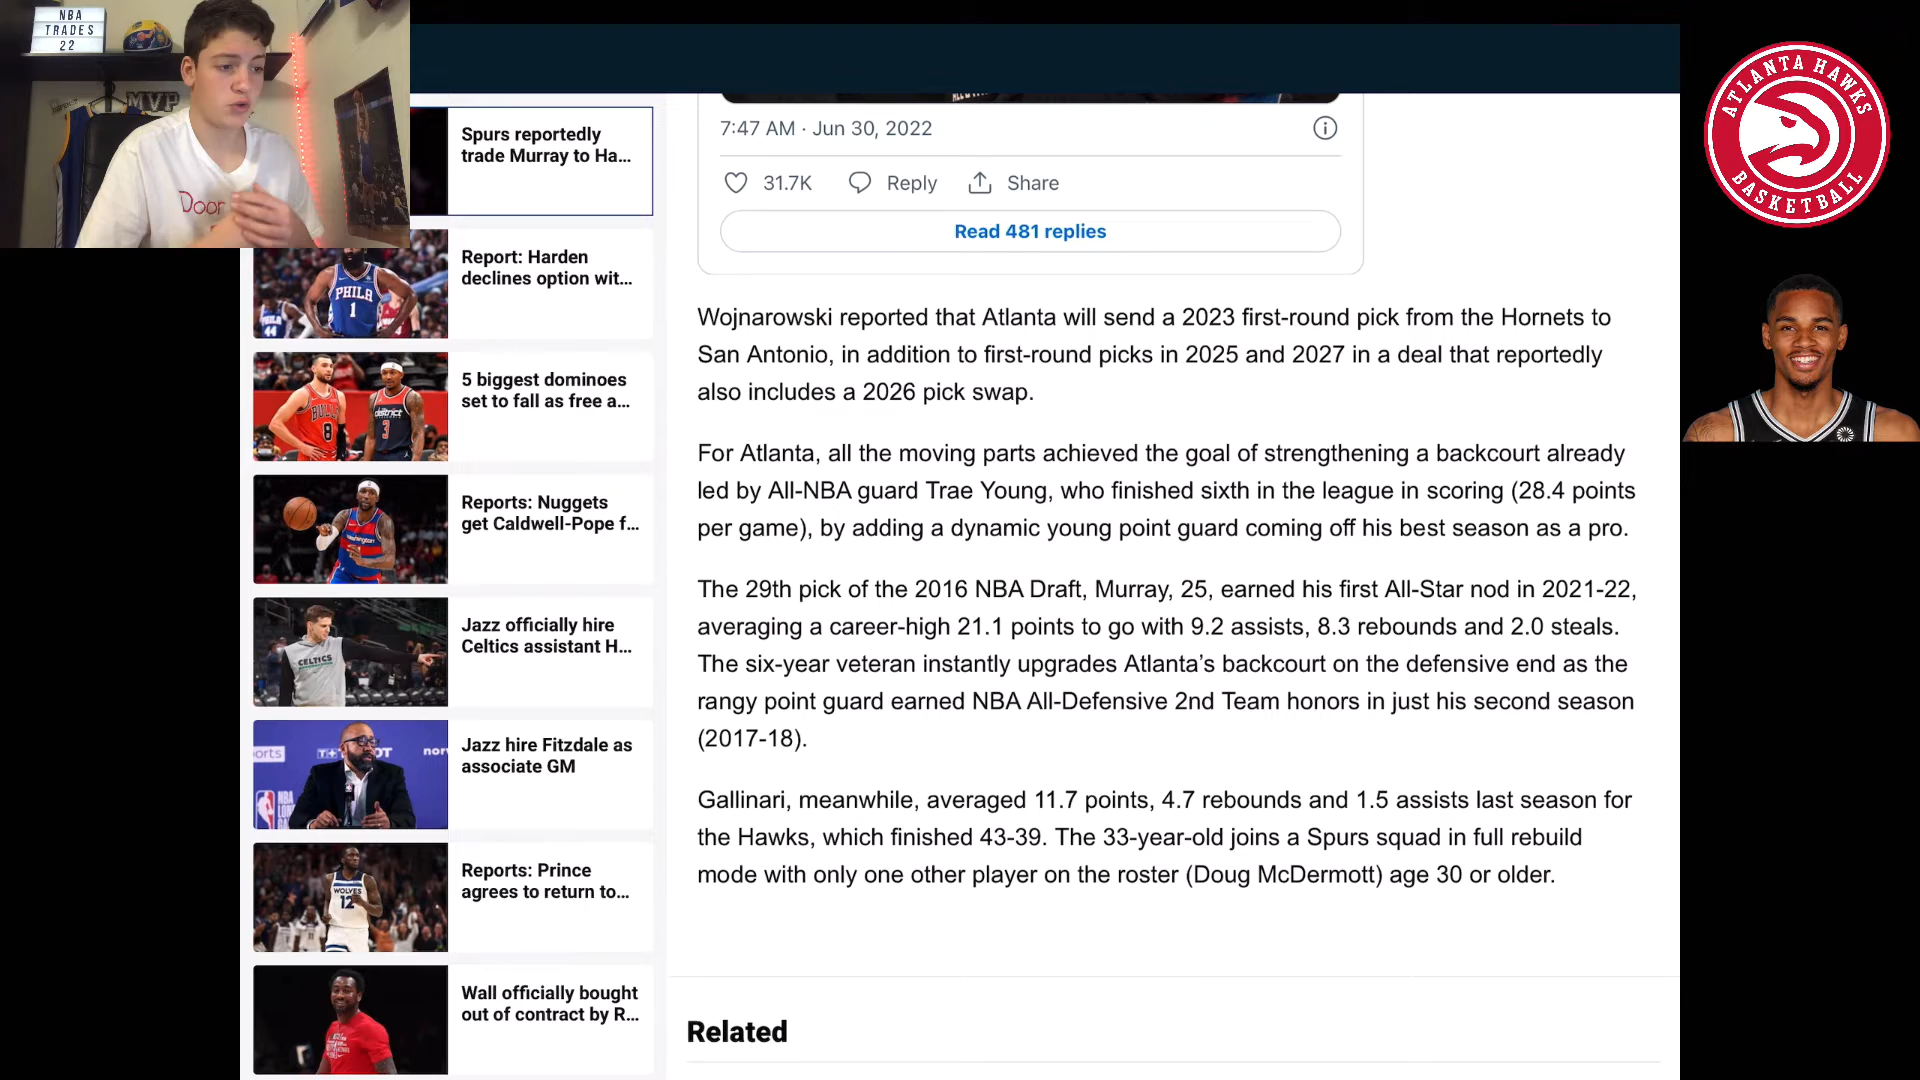 NBA
TRADES
22
MVP
Door
Spurs reportedly
trade Murray to Ha...
PHILA
1
44
Report: Harden
declines option wit...
BULLS
8
district
3
5 biggest dominoes
set to fall as free a...
Reports: Nuggets
get Caldwell-Pope f...
CELTICS
Jazz officially hire
Celtics assistant H...
orts
NBA
Jazz hire Fitzdale as
associate GM
WOLVES
12
Reports: Prince
agrees to return to...
Wall officially bought
out of contract by R...
7:47 AM · Jun 30, 2022
31.7K Reply Share
Read 481 replies
Wojnarowski reported that Atlanta will send a 2023 first-round pick from the Hornets to
San Antonio, in addition to first-round picks in 2025 and 2027 in a deal that reportedly
also includes a 2026 pick swap.
For Atlanta, all the moving parts achieved the goal of strengthening a backcourt already
led by All-NBA guard Trae Young, who finished sixth in the league in scoring (28.4 points
per game), by adding a dynamic young point guard coming off his best season as a pro.
The 29th pick of the 2016 NBA Draft, Murray, 25, earned his first All-Star nod in 2021-22,
averaging a career-high 21.1 points to go with 9.2 assists, 8.3 rebounds and 2.0 steals.
The six-year veteran instantly upgrades Atlanta’s backcourt on the defensive end as the
rangy point guard earned NBA All-Defensive 2nd Team honors in just his second season
(2017-18).
Gallinari, meanwhile, averaged 11.7 points, 4.7 rebounds and 1.5 assists last season for
the Hawks, which finished 43-39. The 33-year-old joins a Spurs squad in full rebuild
mode with only one other player on the roster (Doug McDermott) age 30 or older.
Related
ATLANTA HAWKS
BASKETBALL